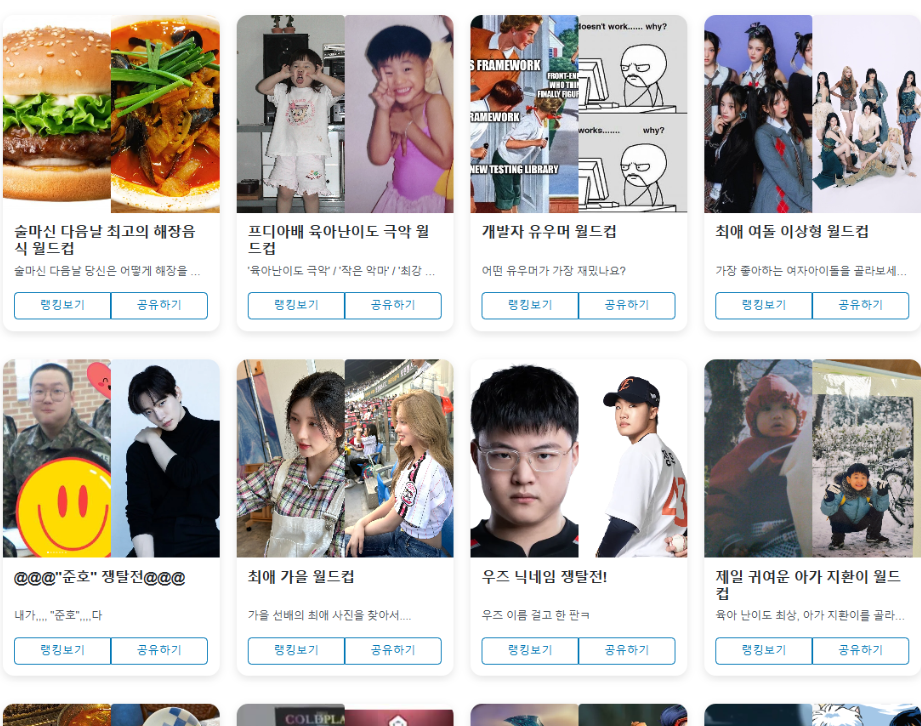 doesn't work...... why?
S FRAMEWORK
FRONT-EN
WHO THIN
FINALLY FIGUR
RAMEWORK
works....... why?
NEW TESTING LIBRARY
술마신 다음날 최고의 해장음
식 월드컵
술마신 다음날 당신은 어떻게 해장을 ...
랭킹보기 공유하기
프디아배 육아난이도 극악 월
드컵
'육아난이도 극악' / '작은 악마' / '최강 ...
랭킹보기 공유하기
개발자 유우머 월드컵
어떤 유우머가 가장 재밌나요?
랭킹보기 공유하기
최애 여돌 이상형 월드컵
가장 좋아하는 여자아이돌을 골라보세...
랭킹보기 공유하기
@@@"준호" 쟁탈전@@@
내가,,,, "준호",,,,다
랭킹보기 공유하기
최애 가을 월드컵
가을 선배의 최애 사진을 찾아서....
랭킹보기 공유하기
우즈 닉네임 쟁탈전!
우즈 이름 걸고 한 판ㅋ
랭킹보기 공유하기
제일 귀여운 아가 지환이 월드
컵
육아 난이도 최상, 아가 지환이를 골라...
랭킹보기 공유하기
COLDPLA